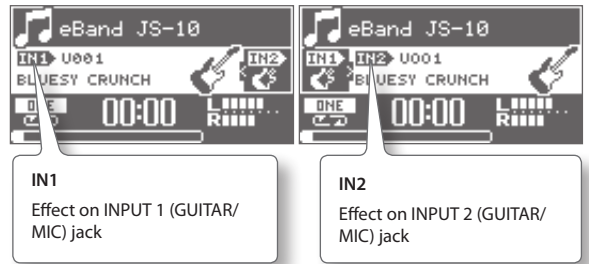 eBand JS-10
IN1 U001 IN2
BLUESY CRUNCH
ONE 00:00 L
R
IN1
Effect on INPUT 1 (GUITAR/
MIC) jack
eBand JS-10
IN1 IN2 U001
BLUESY CRUNCH
ONE 00:00 L
R
IN2
Effect on INPUT 2 (GUITAR/
MIC) jack